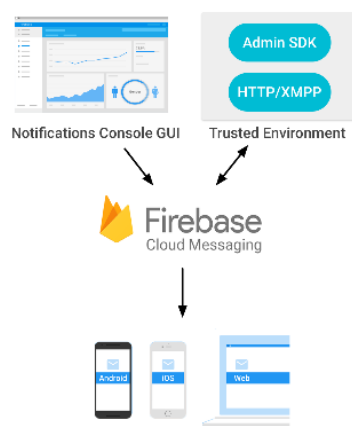 Admin SDK
HTTP/XMPP
Notifications Console GUI
Trusted Environment
Firebase
Cloud Messaging
Android
iOS
Web